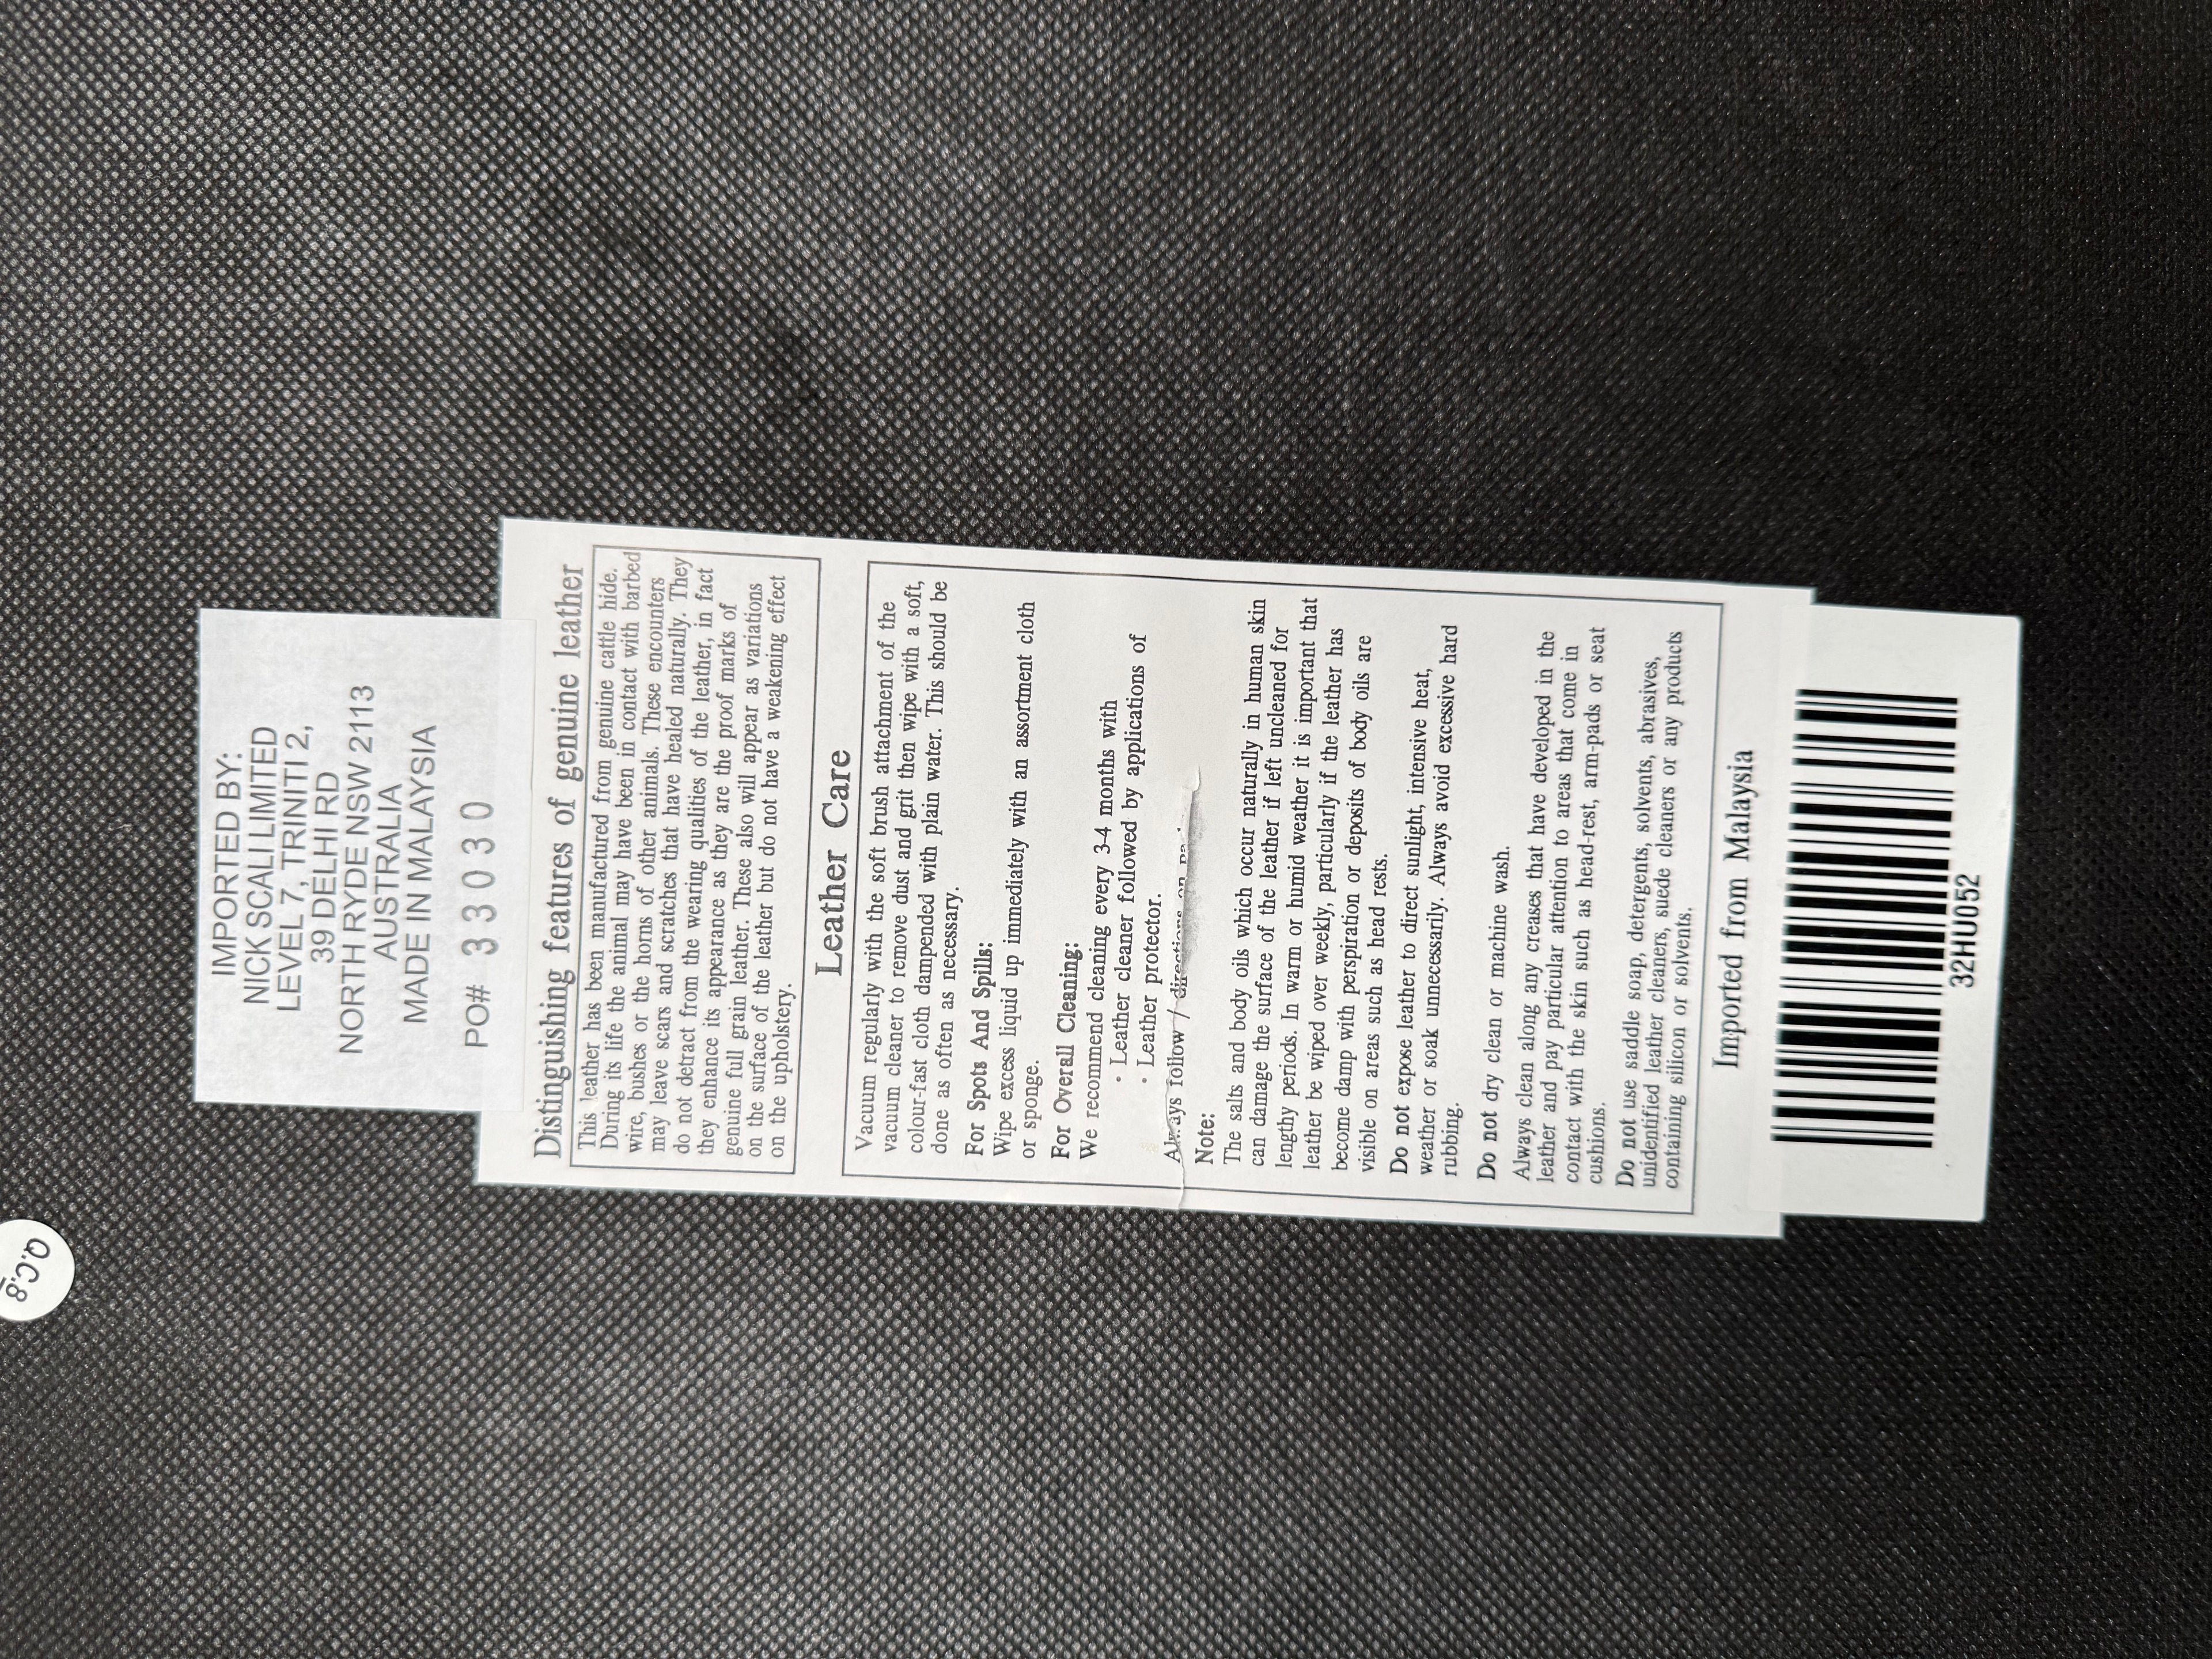 IMPORTED BY:
NICK SCALI LIMITED
LEVEL 7, TRINITI 2,
39 DELHI RD
NORTH RYDE NSW 2113
AUSTRALIA
MADE IN MALAYSIA
PO# 33030
Distinguishing features of genuine leather
This leather has been manufactured from genuine cattle hide.
During its life the animal may have been in contact with barbed
wire, bushes or the horns of other animals. These encounters
may leave scars and scratches that have healed naturally. They
do not detract from the wearing qualities of the leather, in fact
they enhance its appearance as they are the proof marks of
genuine full grain leather. These also will appear as variations
on the surface of the leather but do not have a weakening effect
on the upholstery.
Leather Care
Vacuum regularly with the soft brush attachment of the
vacuum cleaner to remove dust and grit then wipe with a soft,
colour-fast cloth dampended with plain water. This should be
done as often as necessary.
For Spots And Spills:
Wipe excess liquid up immediately with an assortment cloth
or sponge.
For Overall Cleaning:
We recommend cleaning every 3-4 months with
· Leather cleaner followed by applications of
· Leather protector.
Always follow directions on
Note:
The salts and body oils which occur naturally in human skin
can damage the surface of the leather if left uncleaned for
lengthy periods. In warm or humid weather it is important that
leather be wiped over weekly, particularly if the leather has
become damp with perspiration or deposits of body oils are
visible on areas such as head rests.
Do not expose leather to direct sunlight, intensive heat,
weather or soak unnecessarily. Always avoid excessive hard
rubbing.
Do not dry clean or machine wash.
Always clean along any creases that have developed in the
leather and pay particular attention to areas that come in
contact with the skin such as head-rest, arm-pads or seat
cushions.
Do not use saddle soap, detergents, solvents, abrasives,
unidentified leather cleaners, suede cleaners or any products
containing silicon or solvents.
Imported from Malaysia
32HU052
Q.C.8